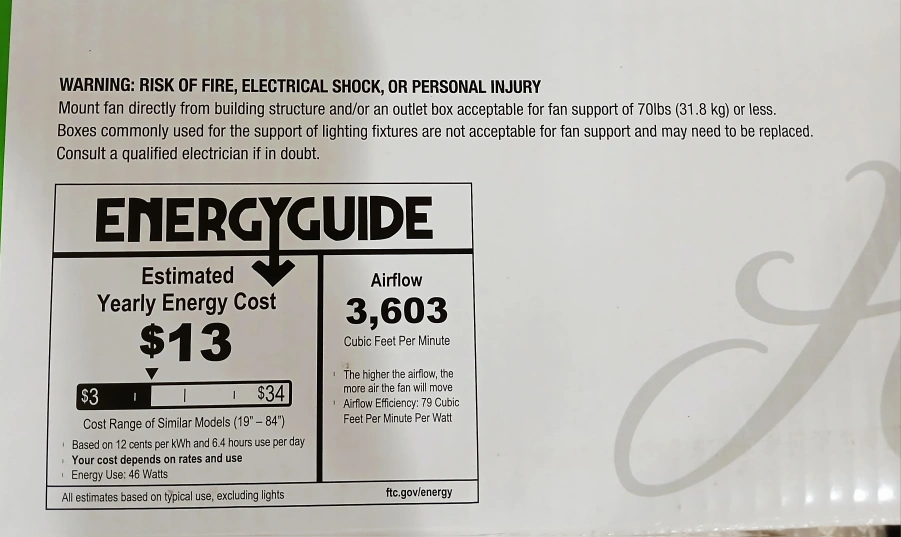 WARNING: RISK OF FIRE, ELECTRICAL SHOCK, OR PERSONAL INJURY
Mount fan directly from building structure and/or an outlet box acceptable for fan support of 70lbs (31.8 kg) or less.
Boxes commonly used for the support of lighting fixtures are not acceptable for fan support and may need to be replaced.
Consult a qualified electrician if in doubt.
ENERGYGUIDE
Estimated
Yearly Energy Cost
$13
$3
$34
Cost Range of Similar Models (19" – 84")
Based on 12 cents per kWh and 6.4 hours use per day
Your cost depends on rates and use
Energy Use: 46 Watts
Airflow
3,603
Cubic Feet Per Minute
The higher the airflow, the
more air the fan will move
Airflow Efficiency: 79 Cubic
Feet Per Minute Per Watt
All estimates based on typical use, excluding lights
ftc.gov/energy